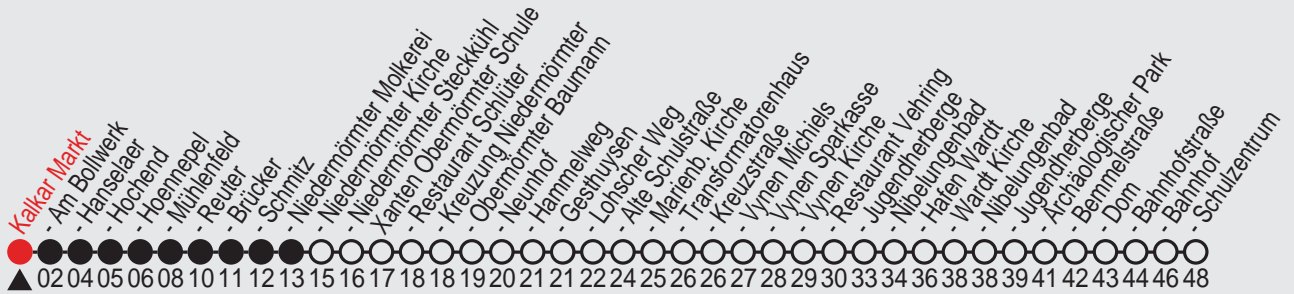 Kalkar Markt
- Am Bollwerk
- Hanselaer
- Hochend
- Hoennepel
- Mühlenfeld
- Reuter
- Brücker
- Schmitz
- Niedermörmter Molkerei
- Niedermörmter Kirche
- Niedermörmter Steckkühl
Xanten Obermörmter Schule
- Restaurant Schlüter
- Kreuzung Niedermörmter
- Obermörmter Baumann
- Neunhof
- Hammelweg
- Gesthuysen
- Lohscher Weg
- Alte Schulstraße
- Marienb. Kirche
- Transformatorenhaus
- Kreuzstraße
- Vynen Michiels
- Vynen Sparkasse
- Vynen Kirche
- Restaurant Vehring
- Jugendherberge
- Nibelungenbad
- Hafen Wardt
- Wardt Kirche
- Nibelungenbad
- Jugendherberge
- Archäologischer Park
- Bemmelstraße
- Dom
- Bahnhofstraße
- Bahnhof
- Schulzentrum
02 04 05 06 08 10 11 12 13 15 16 17 18 18 19 20 21 21 22 24 25 26 26 27 28 29 30 33 34 36 38 38 39 41 42 43 44 46 48